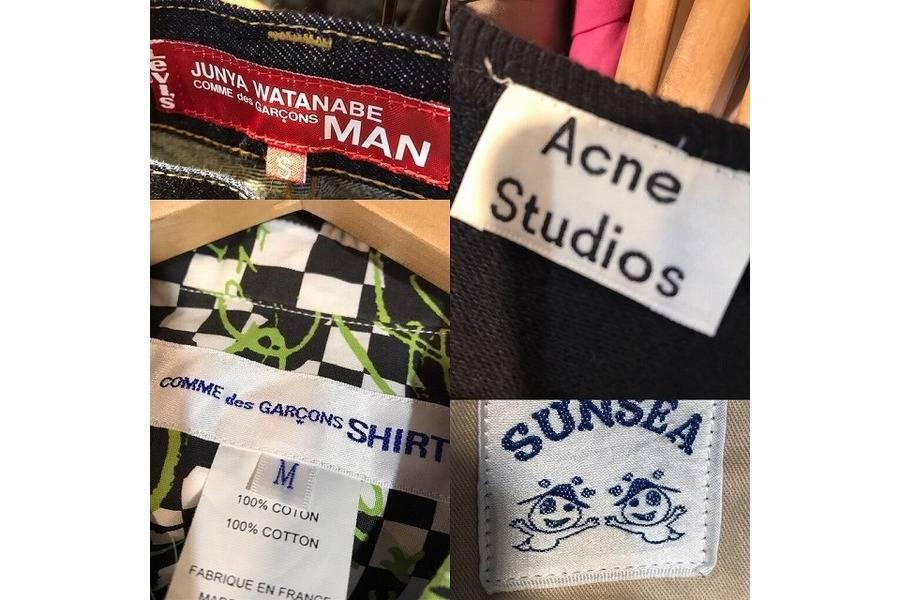 Levi's
JUNYA WATANABE
COMME des GARÇONS
MAN
S
Acne
Studios
COMME des GARÇONS SHIRT
M
100% COTON
100% COTTON
FABRIQUE EN FRANCE
SUNSEA